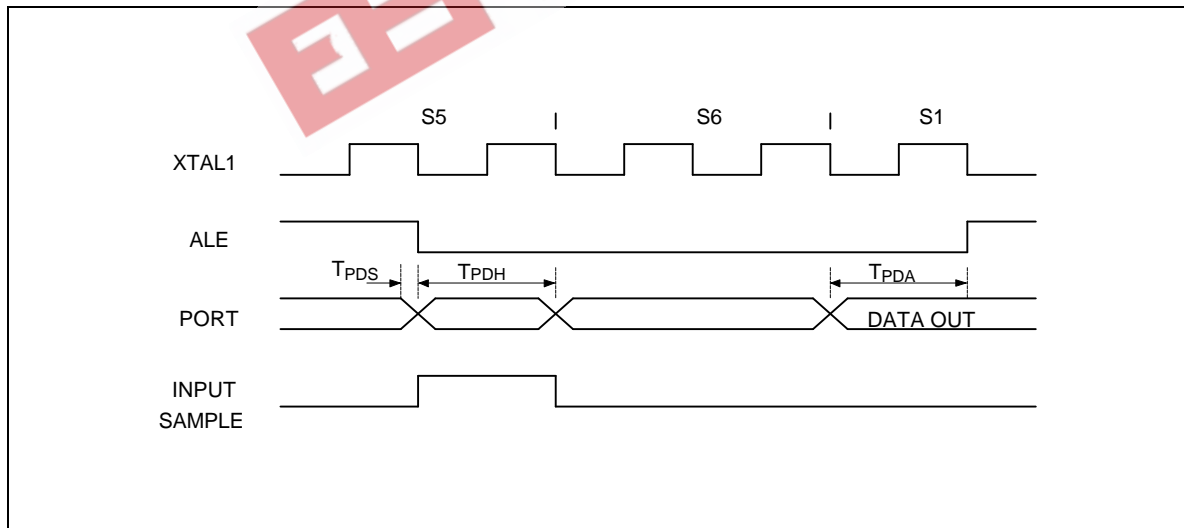 S5 S6 S1
XTAL1
ALE
TPDS TPDH TPDA
PORT
DATA OUT
INPUT
SAMPLE